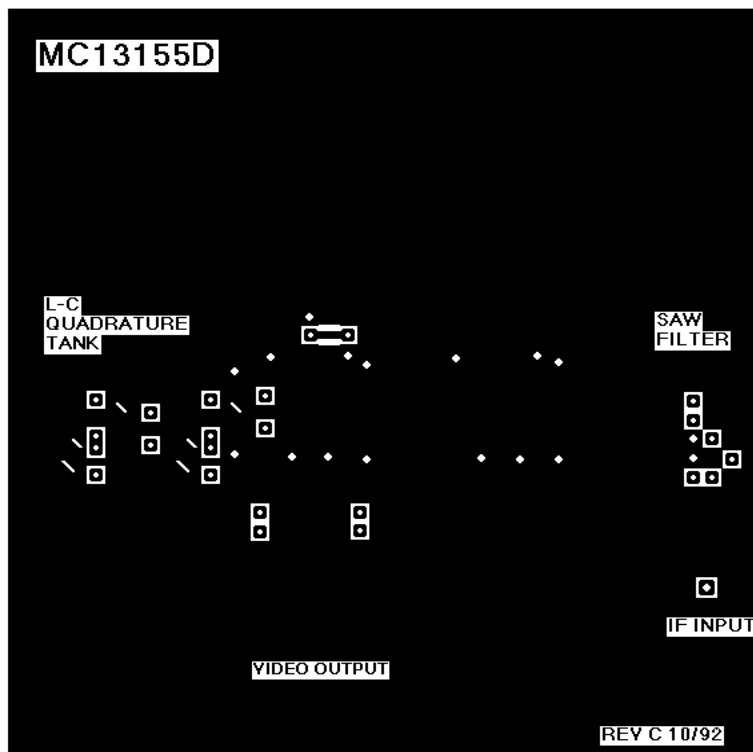 MC13155D
L-C
QUADRATURE
TANK
SAW
FILTER
IF INPUT
VIDEO OUTPUT
REV C 10/92